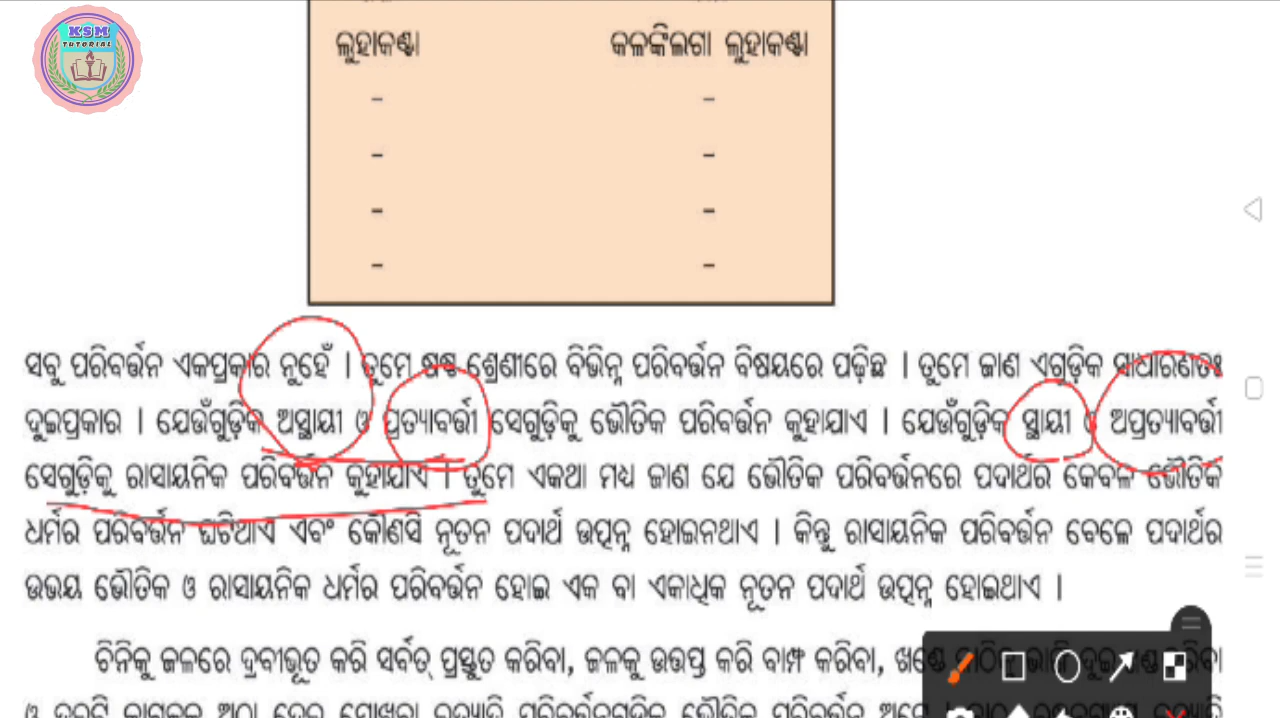 KSM
TUTORIAL
ଲୁହାକଣ୍ଟା କଳଙ୍କିଲଗା ଲୁହାକଣ୍ଟା
– –
– –
– –
– –
ସବୁ ପରିବର୍ତ୍ତନ ଏକପ୍ରକାର ନୁହେଁ । ତୁମେ ଷଷ୍ଠ ଶ୍ରେଣୀରେ ବିଭିନ୍ନ ପରିବର୍ତ୍ତନ ବିଷୟରେ ପଢ଼ିଛ । ତୁମେ ଜାଣ ଏଗୁଡ଼ିକ ସାଧାରଣତଃ
ଦୁଇପ୍ରକାର । ଯେଉଁଗୁଡ଼ିକ ଅସ୍ଥାୟୀ ଓ ପ୍ରତ୍ୟାବର୍ତ୍ତୀ ସେଗୁଡ଼ିକୁ ଭୌତିକ ପରିବର୍ତ୍ତନ କୁହାଯାଏ । ଯେଉଁଗୁଡ଼ିକ ସ୍ଥାୟୀ ଓ ଅପ୍ରତ୍ୟାବର୍ତ୍ତୀ
ସେଗୁଡ଼ିକୁ ରାସାୟନିକ ପରିବର୍ତ୍ତନ କୁହାଯାଏ । ତୁମେ ଏକଥା ମଧ୍ୟ ଜାଣ ଯେ ଭୌତିକ ପରିବର୍ତ୍ତନରେ ପଦାର୍ଥର କେବଳ ଭୌତିକ
ଧର୍ମର ପରିବର୍ତ୍ତନ ଘଟିଥାଏ ଏବଂ କୌଣସି ନୂତନ ପଦାର୍ଥ ଉତ୍ପନ୍ନ ହୋଇନଥାଏ । କିନ୍ତୁ ରାସାୟନିକ ପରିବର୍ତ୍ତନ ବେଳେ ପଦାର୍ଥର
ଉଭୟ ଭୌତିକ ଓ ରାସାୟନିକ ଧର୍ମର ପରିବର୍ତ୍ତନ ହୋଇ ଏକ ବା ଏକାଧିକ ନୂତନ ପଦାର୍ଥ ଉତ୍ପନ୍ନ ହୋଇଥାଏ ।
ଚିନିକୁ ଜଳରେ ଦ୍ରବୀଭୂତ କରି ସର୍ବତ୍ ପ୍ରସ୍ତୁତ କରିବା, ଜଳକୁ ଉତ୍ତପ୍ତ କରି ବାମ୍ଫ କରିବା,